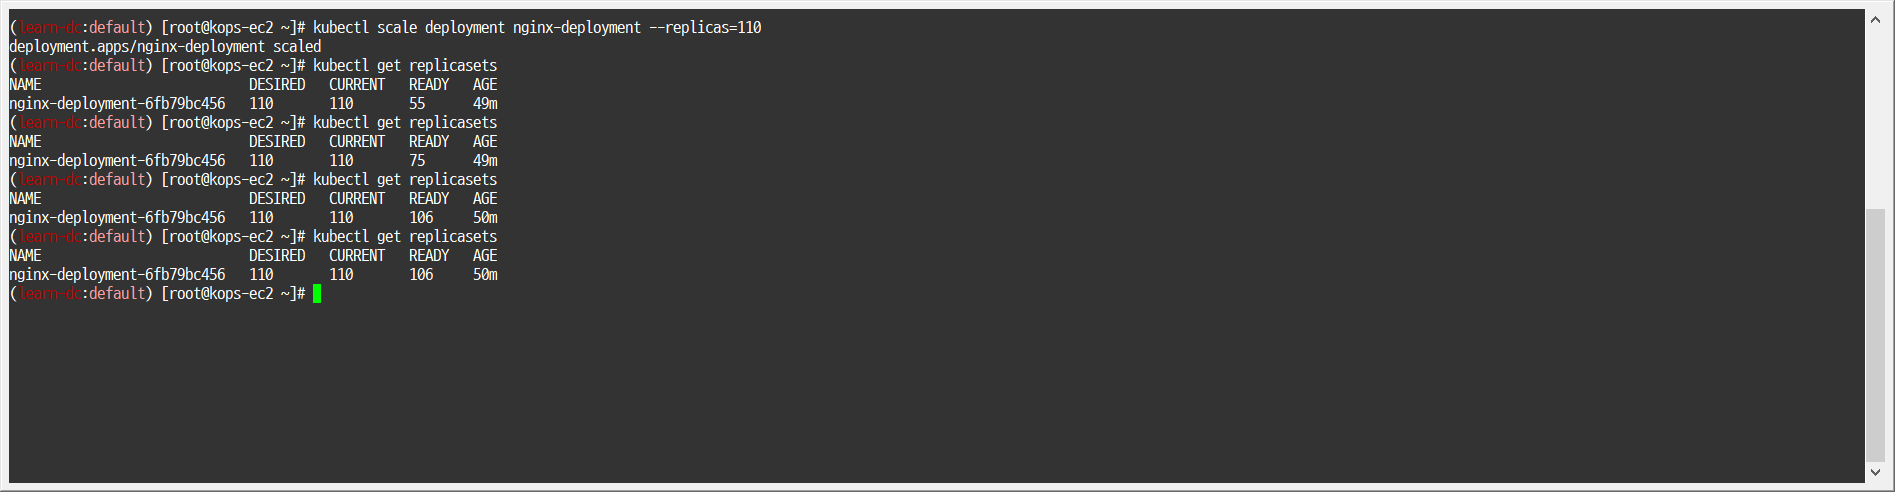 (learn-dc:default) [root@kops-ec2 ~]# kubectl scale deployment nginx-deployment --replicas=110
deployment.apps/nginx-deployment scaled
(learn-dc:default) [root@kops-ec2 ~]# kubectl get replicasets
NAME                          DESIRED   CURRENT   READY   AGE
nginx-deployment-6fb79bc456   110       110       55      49m
(learn-dc:default) [root@kops-ec2 ~]# kubectl get replicasets
NAME                          DESIRED   CURRENT   READY   AGE
nginx-deployment-6fb79bc456   110       110       75      49m
(learn-dc:default) [root@kops-ec2 ~]# kubectl get replicasets
NAME                          DESIRED   CURRENT   READY   AGE
nginx-deployment-6fb79bc456   110       110       106     50m
(learn-dc:default) [root@kops-ec2 ~]# kubectl get replicasets
NAME                          DESIRED   CURRENT   READY   AGE
nginx-deployment-6fb79bc456   110       110       106     50m
(learn-dc:default) [root@kops-ec2 ~]#